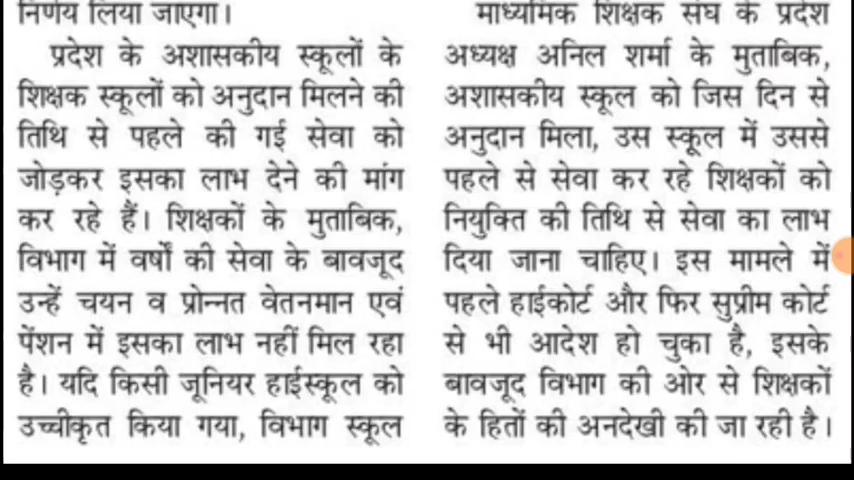 निर्णय लिया जाएगा।
प्रदेश के अशासकीय स्कूलों के
शिक्षक स्कूलों को अनुदान मिलने की
तिथि से पहले की गई सेवा को
जोड़कर इसका लाभ देने की मांग
कर रहे हैं। शिक्षकों के मुताबिक,
विभाग में वर्षों की सेवा के बावजूद
उन्हें चयन व प्रोन्नत वेतनमान एवं
पेंशन में इसका लाभ नहीं मिल रहा
है। यदि किसी जूनियर हाईस्कूल को
उच्चीकृत किया गया, विभाग स्कूल
माध्यमिक शिक्षक संघ के प्रदेश
अध्यक्ष अनिल शर्मा के मुताबिक,
अशासकीय स्कूल को जिस दिन से
अनुदान मिला, उस स्कूल में उससे
पहले से सेवा कर रहे शिक्षकों को
नियुक्ति की तिथि से सेवा का लाभ
दिया जाना चाहिए। इस मामले में
पहले हाईकोर्ट और फिर सुप्रीम कोर्ट
से भी आदेश हो चुका है, इसके
बावजूद विभाग की ओर से शिक्षकों
के हितों की अनदेखी की जा रही है।